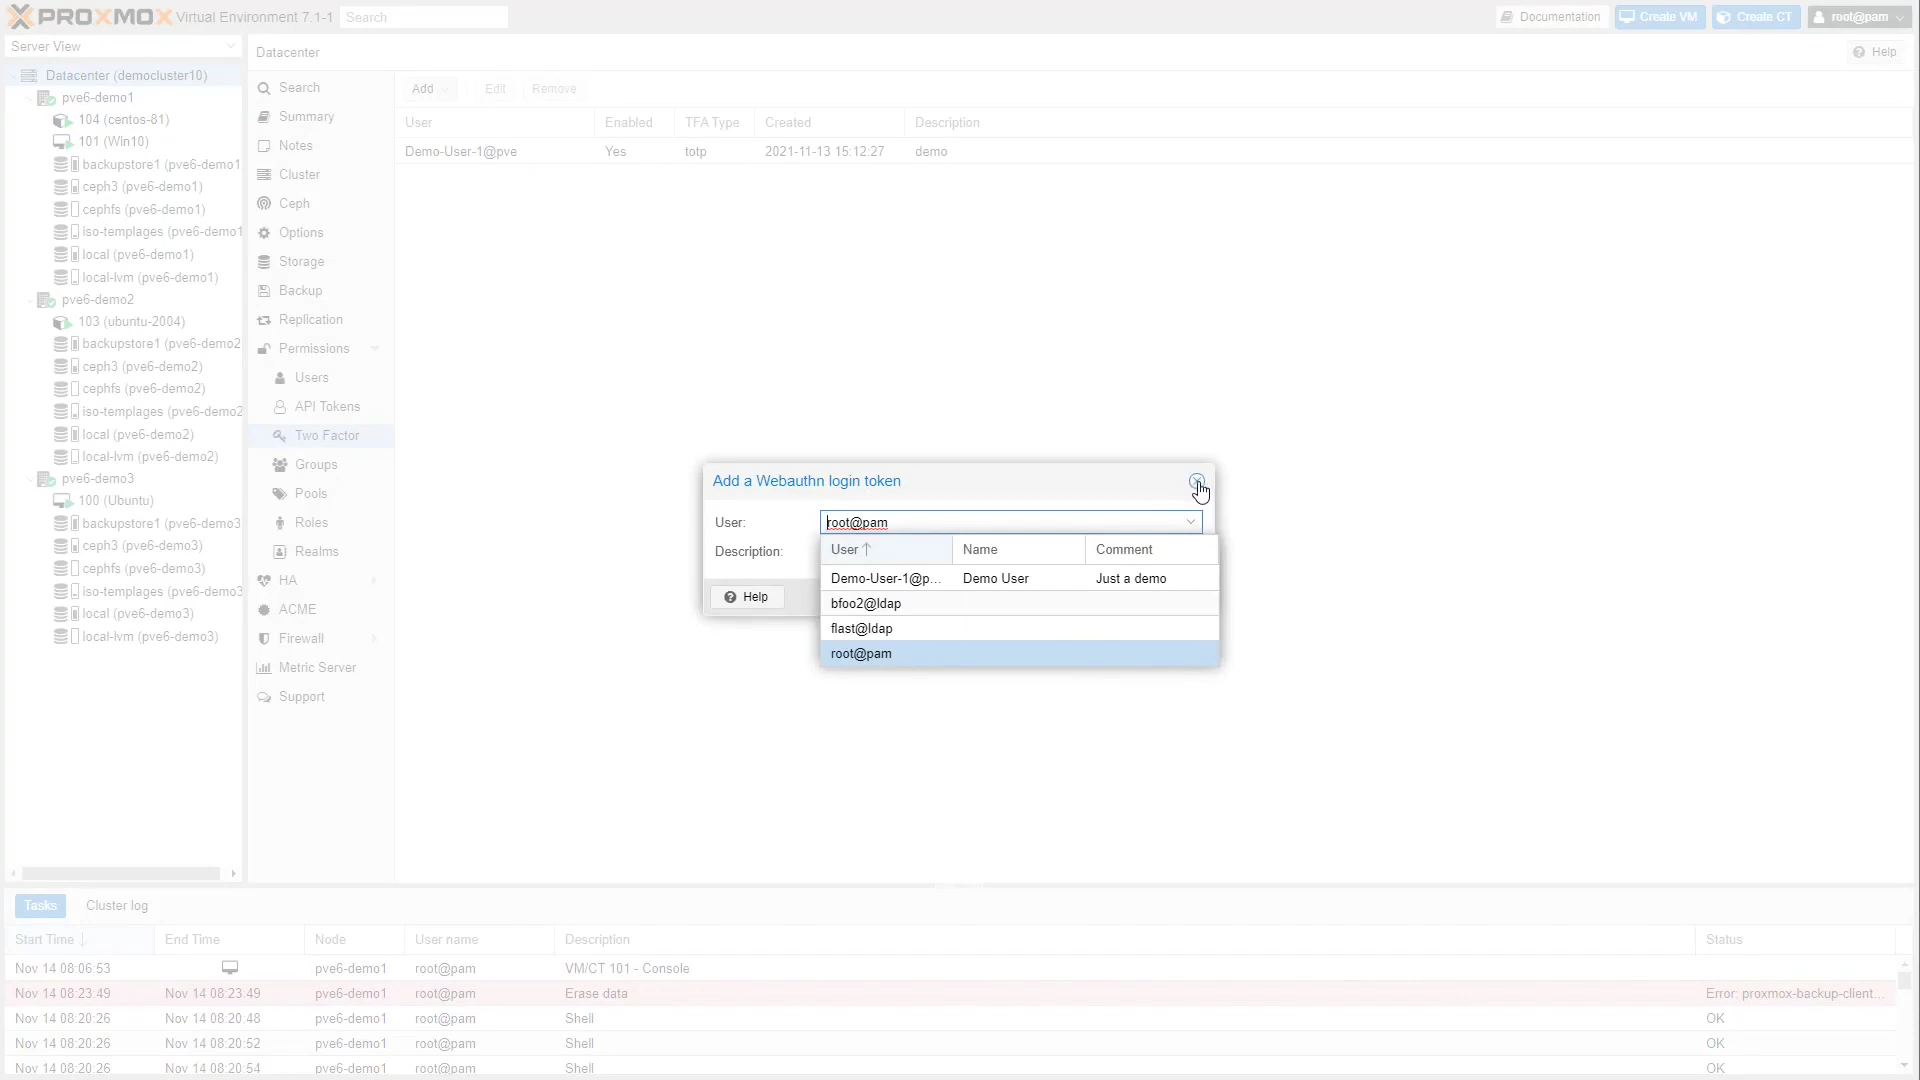 PROXMOX Virtual Environment 7.1-1 Search Documentation Create VM Create CT root@pam
Server View
Datacenter (democluster10)
pve6-demo1
104 (centos-81)
101 (Win10)
backupstore1 (pve6-demo1
ceph3 (pve6-demo1)
cephfs (pve6-demo1)
iso-templages (pve6-demo1
local (pve6-demo1)
local-lvm (pve6-demo1)
pve6-demo2
103 (ubuntu-2004)
backupstore1 (pve6-demo2
ceph3 (pve6-demo2)
cephfs (pve6-demo2)
iso-templages (pve6-demo2
local (pve6-demo2)
local-lvm (pve6-demo2)
pve6-demo3
100 (Ubuntu)
backupstore1 (pve6-demo3
ceph3 (pve6-demo3)
cephfs (pve6-demo3)
iso-templages (pve6-demo3
local (pve6-demo3)
local-lvm (pve6-demo3)
Datacenter Help
Search
Summary
Notes
Cluster
Ceph
Options
Storage
Backup
Replication
Permissions
Users
API Tokens
Two Factor
Groups
Pools
Roles
Realms
HA
ACME
Firewall
Metric Server
Support
Add Edit Remove
User Enabled TFA Type Created Description
Demo-User-1@pve Yes totp 2021-11-13 15:12:27 demo
Add a Webauthn login token
User: root@pam
Description:
Help
User Name Comment
Demo-User-1@p... Demo User Just a demo
bfoo2@ldap
flast@ldap
root@pam
Tasks Cluster log
Start Time End Time Node User name Description Status
Nov 14 08:06:53 pve6-demo1 root@pam VM/CT 101 - Console
Nov 14 08:23:49 Nov 14 08:23:49 pve6-demo1 root@pam Erase data Error: proxmox-backup-client...
Nov 14 08:20:26 Nov 14 08:20:48 pve6-demo1 root@pam Shell OK
Nov 14 08:20:26 Nov 14 08:20:52 pve6-demo1 root@pam Shell OK
Nov 14 08:20:26 Nov 14 08:20:54 pve6-demo1 root@pam Shell OK